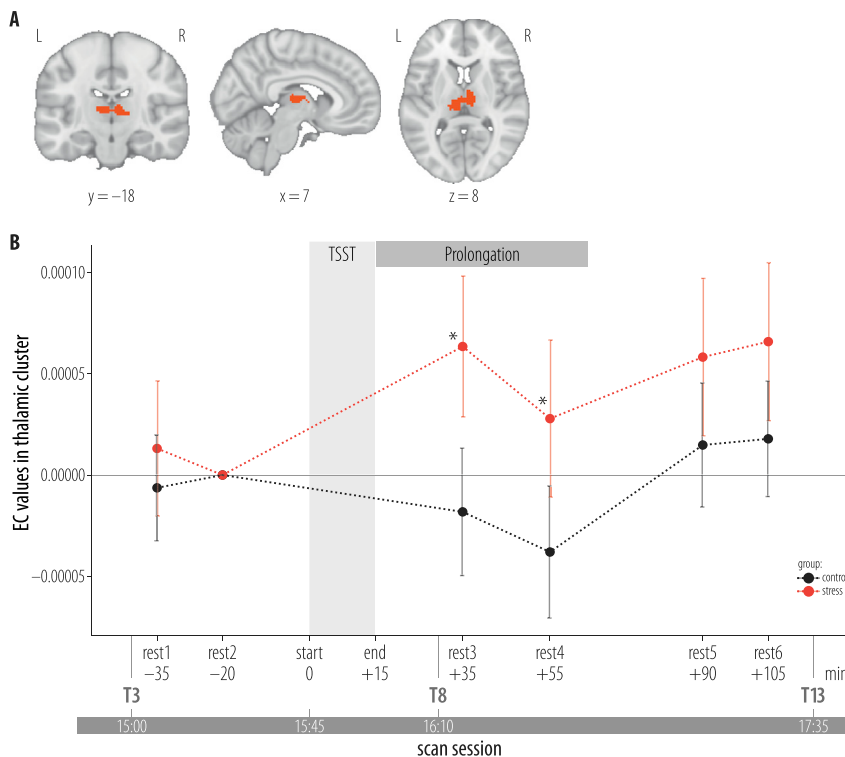 A
L R L R
y = −18 x = 7 z = 8
B
TSST Prolongation
0.00010
0.00005
0.00000
−0.00005
EC values in thalamic cluster
* *
group:
contro
stress
rest1 rest2 start end rest3 rest4 rest5 rest6
−35 −20 0 +15 +35 +55 +90 +105 min
T3 T8 T13
15:00 15:45 16:10 17:35
scan session